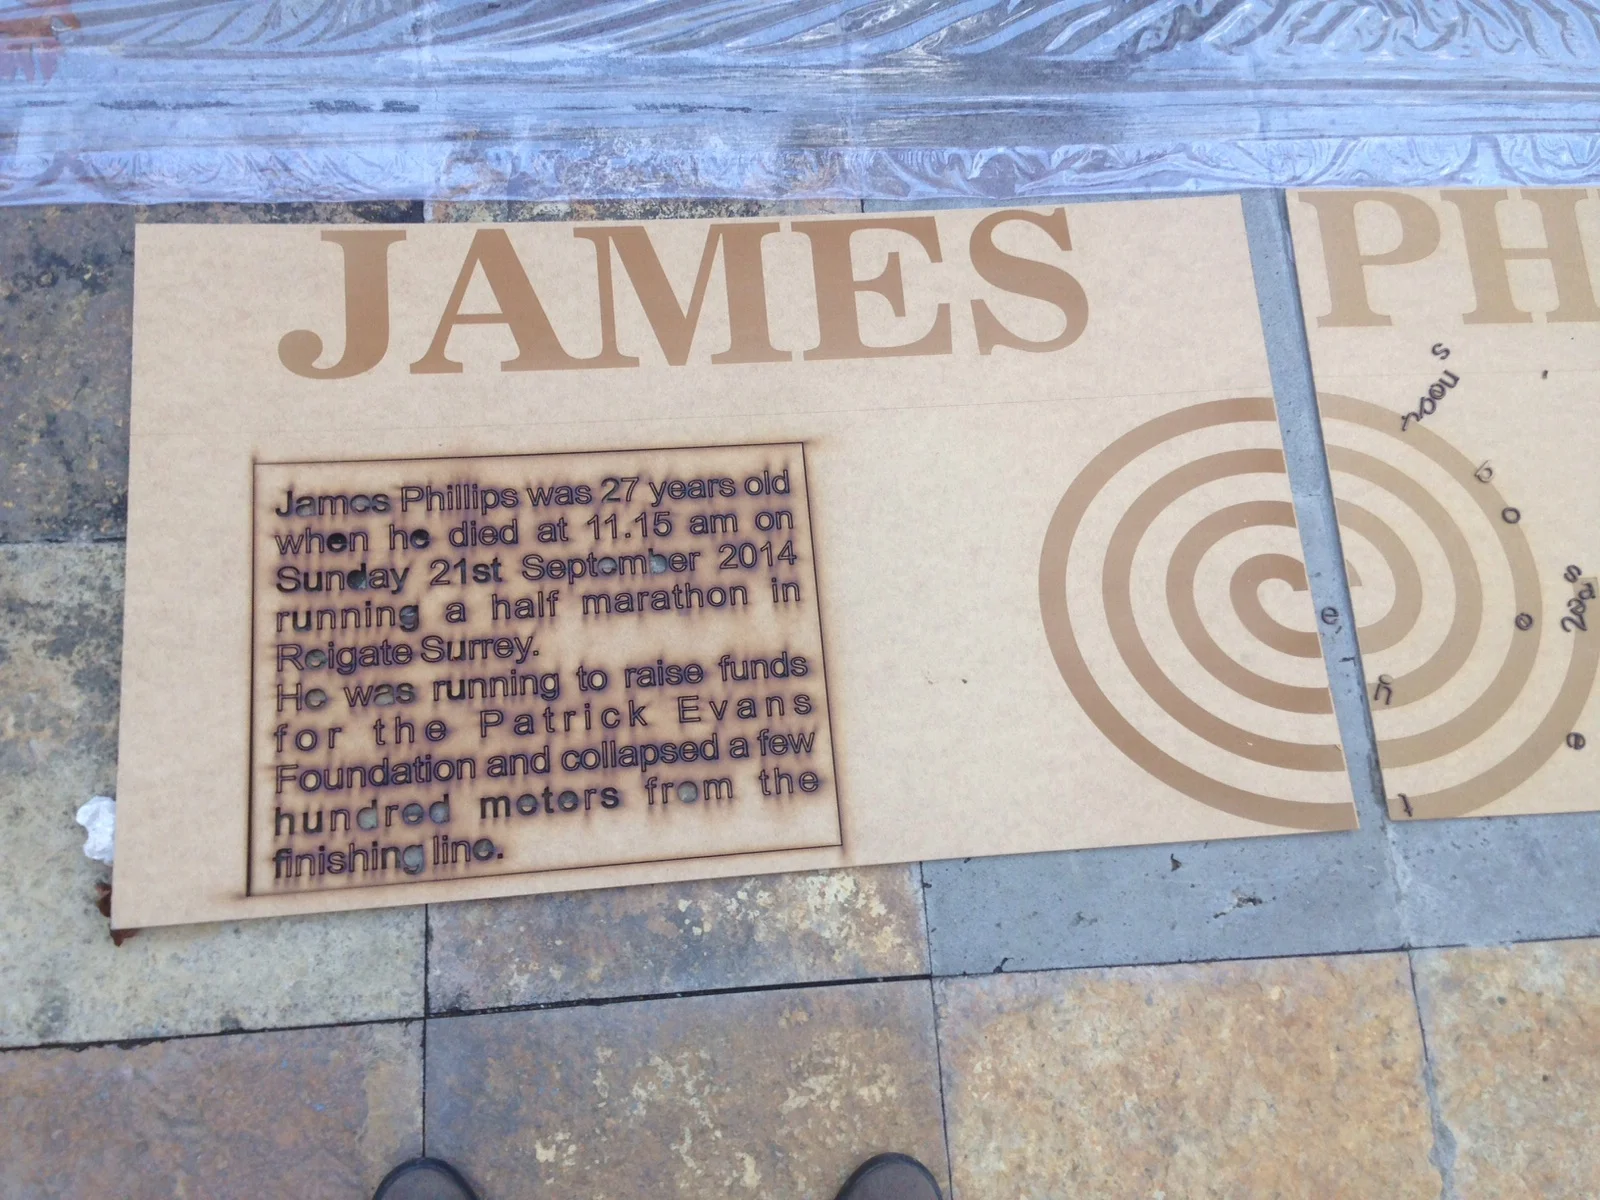 JAMES PH
James Phillips was 27 years old
when he died at 11.15 am on
Sunday 21st September 2014
running a half marathon in
Reigate Surrey.
He was running to raise funds
for the Patrick Evans
Foundation and collapsed a few
hundred meters from the
finishing line.